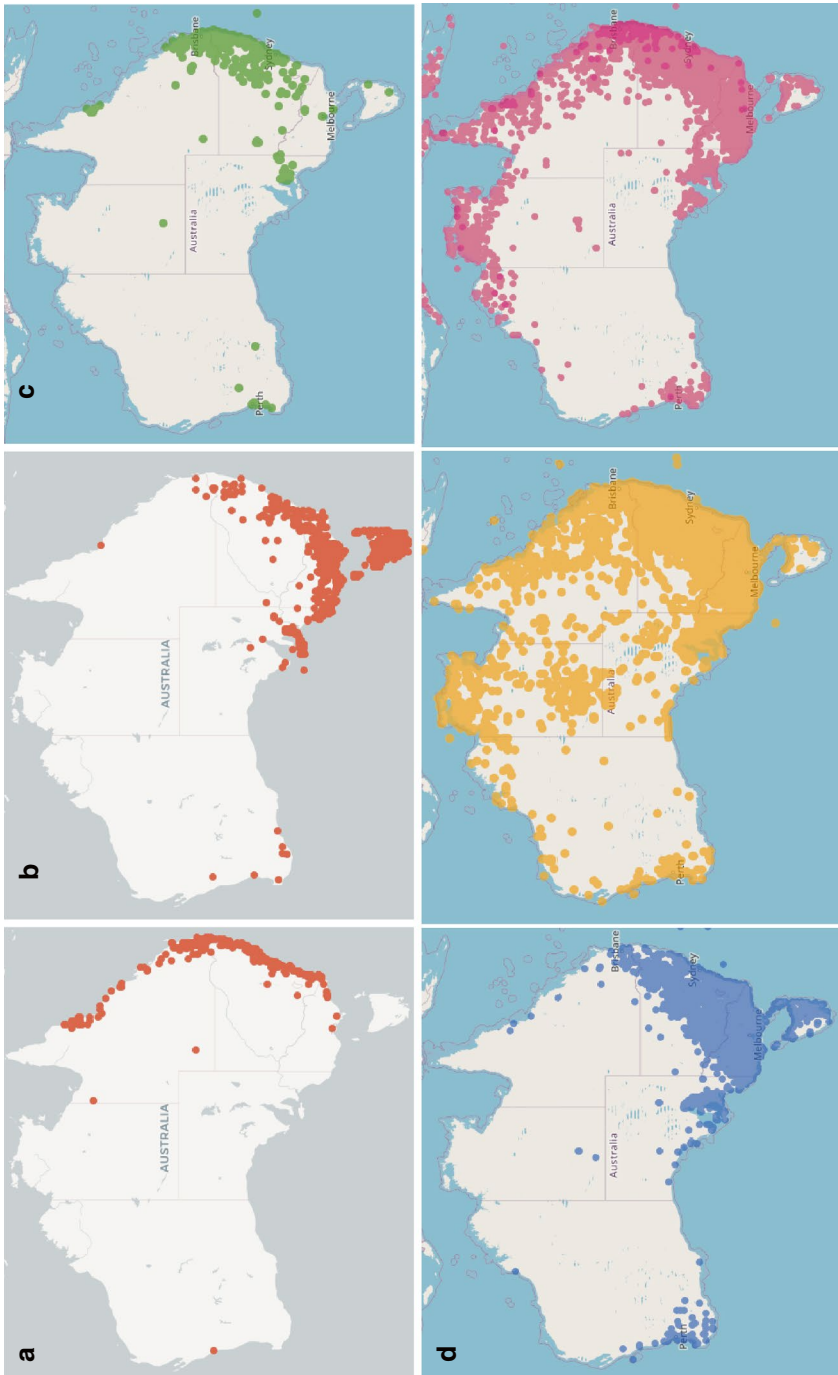 a
AUSTRALIA
b
AUSTRALIA
c
Australia
Brisbane
Perth
Sydney
Melbourne
d
Australia
Brisbane
Perth
Sydney
Melbourne
Australia
Brisbane
Perth
Sydney
Melbourne
Australia
Brisbane
Perth
Sydney
Melbourne